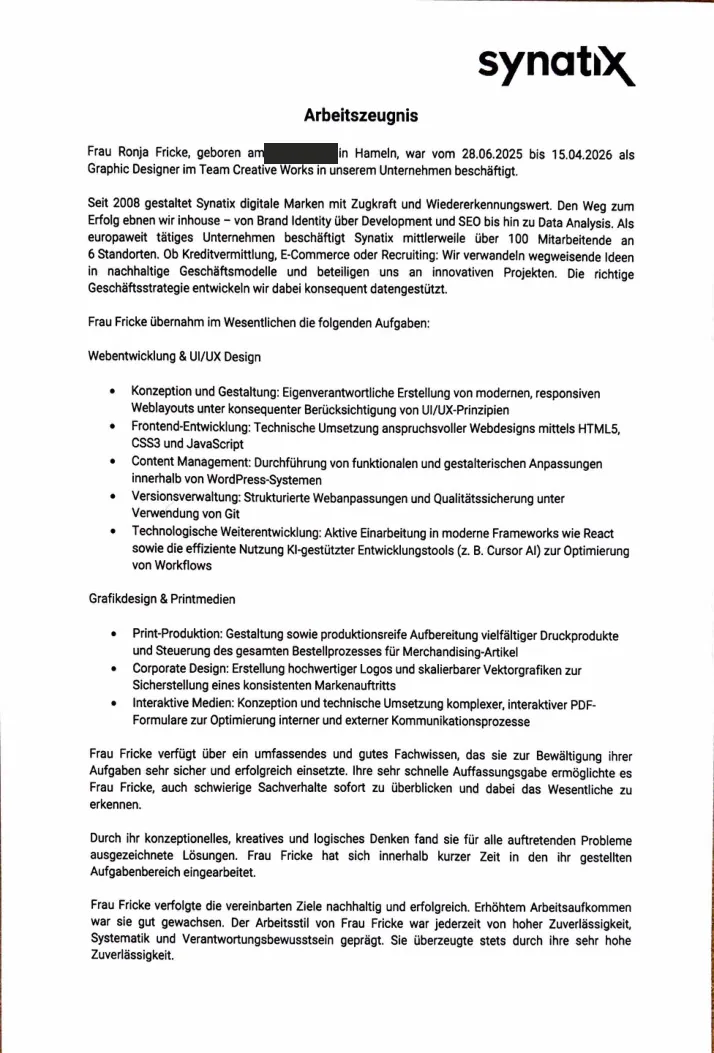 synatix
Arbeitszeugnis
Frau Ronja Fricke, geboren am in Hameln, war vom 28.06.2025 bis 15.04.2026 als
Graphic Designer im Team Creative Works in unserem Unternehmen beschäftigt.
Seit 2008 gestaltet Synatix digitale Marken mit Zugkraft und Wiedererkennungswert. Den Weg zum
Erfolg ebnen wir inhouse – von Brand Identity über Development und SEO bis hin zu Data Analysis. Als
europaweit tätiges Unternehmen beschäftigt Synatix mittlerweile über 100 Mitarbeitende an
6 Standorten. Ob Kreditvermittlung, E-Commerce oder Recruiting: Wir verwandeln wegweisende Ideen
in nachhaltige Geschäftsmodelle und beteiligen uns an innovativen Projekten. Die richtige
Geschäftsstrategie entwickeln wir dabei konsequent datengestützt.
Frau Fricke übernahm im Wesentlichen die folgenden Aufgaben:
Webentwicklung & UI/UX Design
• Konzeption und Gestaltung: Eigenverantwortliche Erstellung von modernen, responsiven
Weblayouts unter konsequenter Berücksichtigung von UI/UX-Prinzipien
• Frontend-Entwicklung: Technische Umsetzung anspruchsvoller Webdesigns mittels HTML5,
CSS3 und JavaScript
• Content Management: Durchführung von funktionalen und gestalterischen Anpassungen
innerhalb von WordPress-Systemen
• Versionsverwaltung: Strukturierte Webanpassungen und Qualitätssicherung unter
Verwendung von Git
• Technologische Weiterentwicklung: Aktive Einarbeitung in moderne Frameworks wie React
sowie die effiziente Nutzung KI-gestützter Entwicklungstools (z. B. Cursor AI) zur Optimierung
von Workflows
Grafikdesign & Printmedien
• Print-Produktion: Gestaltung sowie produktionsreife Aufbereitung vielfältiger Druckprodukte
und Steuerung des gesamten Bestellprozesses für Merchandising-Artikel
• Corporate Design: Erstellung hochwertiger Logos und skalierbarer Vektorgrafiken zur
Sicherstellung eines konsistenten Markenauftritts
• Interaktive Medien: Konzeption und technische Umsetzung komplexer, interaktiver PDF-
Formulare zur Optimierung interner und externer Kommunikationsprozesse
Frau Fricke verfügt über ein umfassendes und gutes Fachwissen, das sie zur Bewältigung ihrer
Aufgaben sehr sicher und erfolgreich einsetzte. Ihre sehr schnelle Auffassungsgabe ermöglichte es
Frau Fricke, auch schwierige Sachverhalte sofort zu überblicken und dabei das Wesentliche zu
erkennen.
Durch ihr konzeptionelles, kreatives und logisches Denken fand sie für alle auftretenden Probleme
ausgezeichnete Lösungen. Frau Fricke hat sich innerhalb kurzer Zeit in den ihr gestellten
Aufgabenbereich eingearbeitet.
Frau Fricke verfolgte die vereinbarten Ziele nachhaltig und erfolgreich. Erhöhtem Arbeitsaufkommen
war sie gut gewachsen. Der Arbeitsstil von Frau Fricke war jederzeit von hoher Zuverlässigkeit,
Systematik und Verantwortungsbewusstsein geprägt. Sie überzeugte stets durch ihre sehr hohe
Zuverlässigkeit.